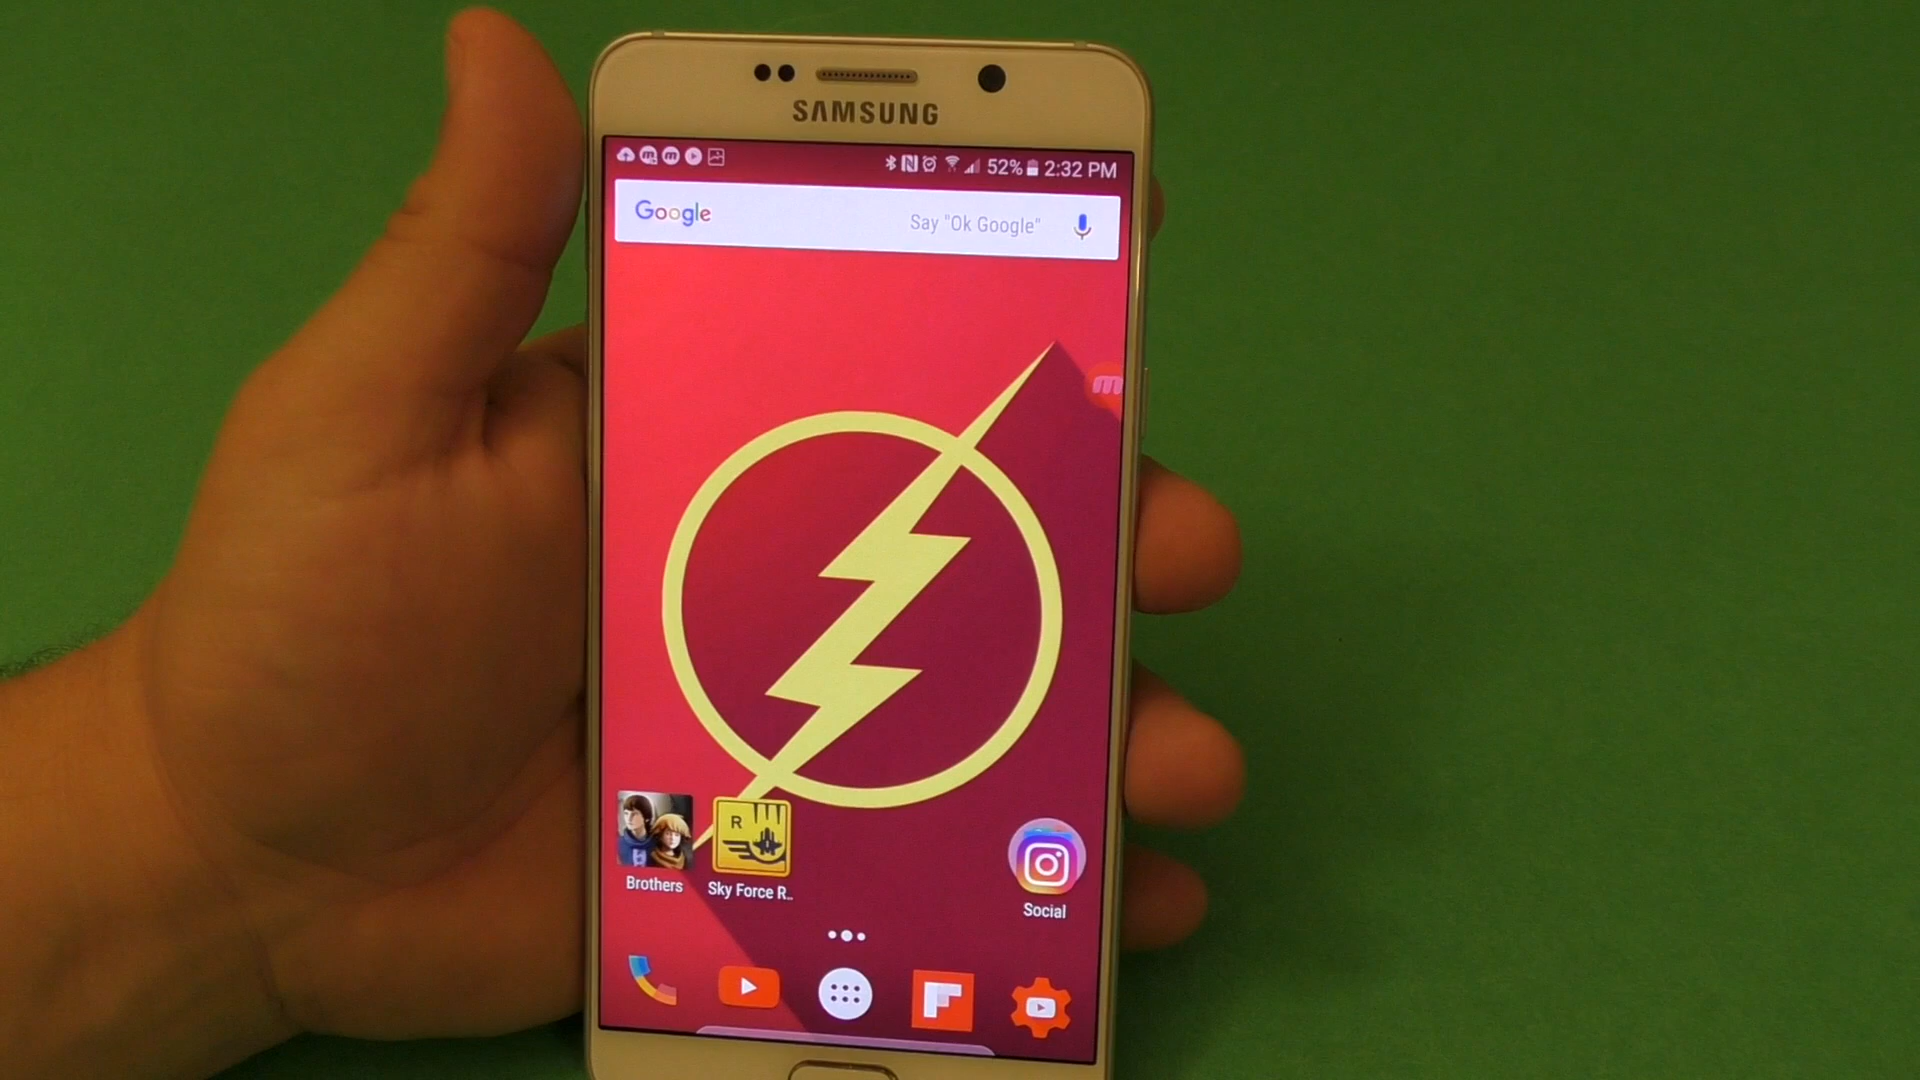 SAMSUNG
52% 2:32 PM
Google Say "Ok Google"
m
R
Brothers
Sky Force R..
Social